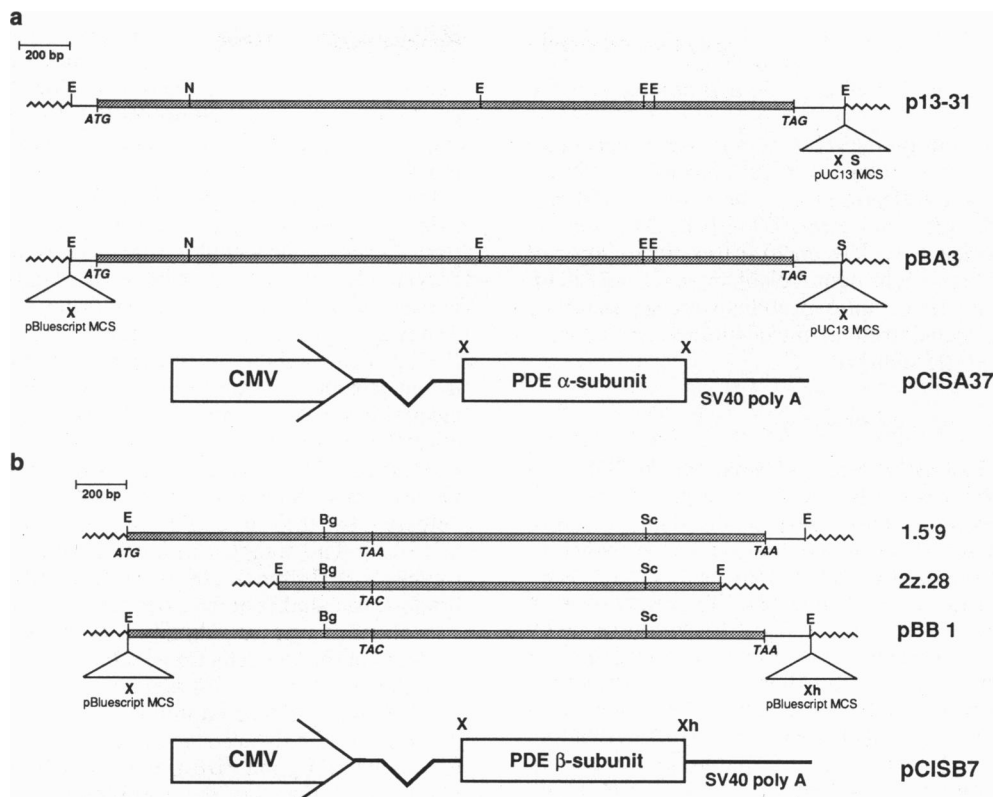 a
200 bp
E N E E E E p13-31
ATG TAG
X S
pUC13 MCS
E N E E E S pBA3
ATG TAG
X X
pBluescript MCS pUC13 MCS
X X
CMV PDE α-subunit pCISA37
SV40 poly A
b
200 bp
E Bg Sc E 1.5'9
ATG TAA TAA
E Bg Sc E 2z.28
TAC
E Bg Sc E pBB 1
TAC TAA
X Xh
pBluescript MCS pBluescript MCS
X Xh
CMV PDE β-subunit pCISB7
SV40 poly A